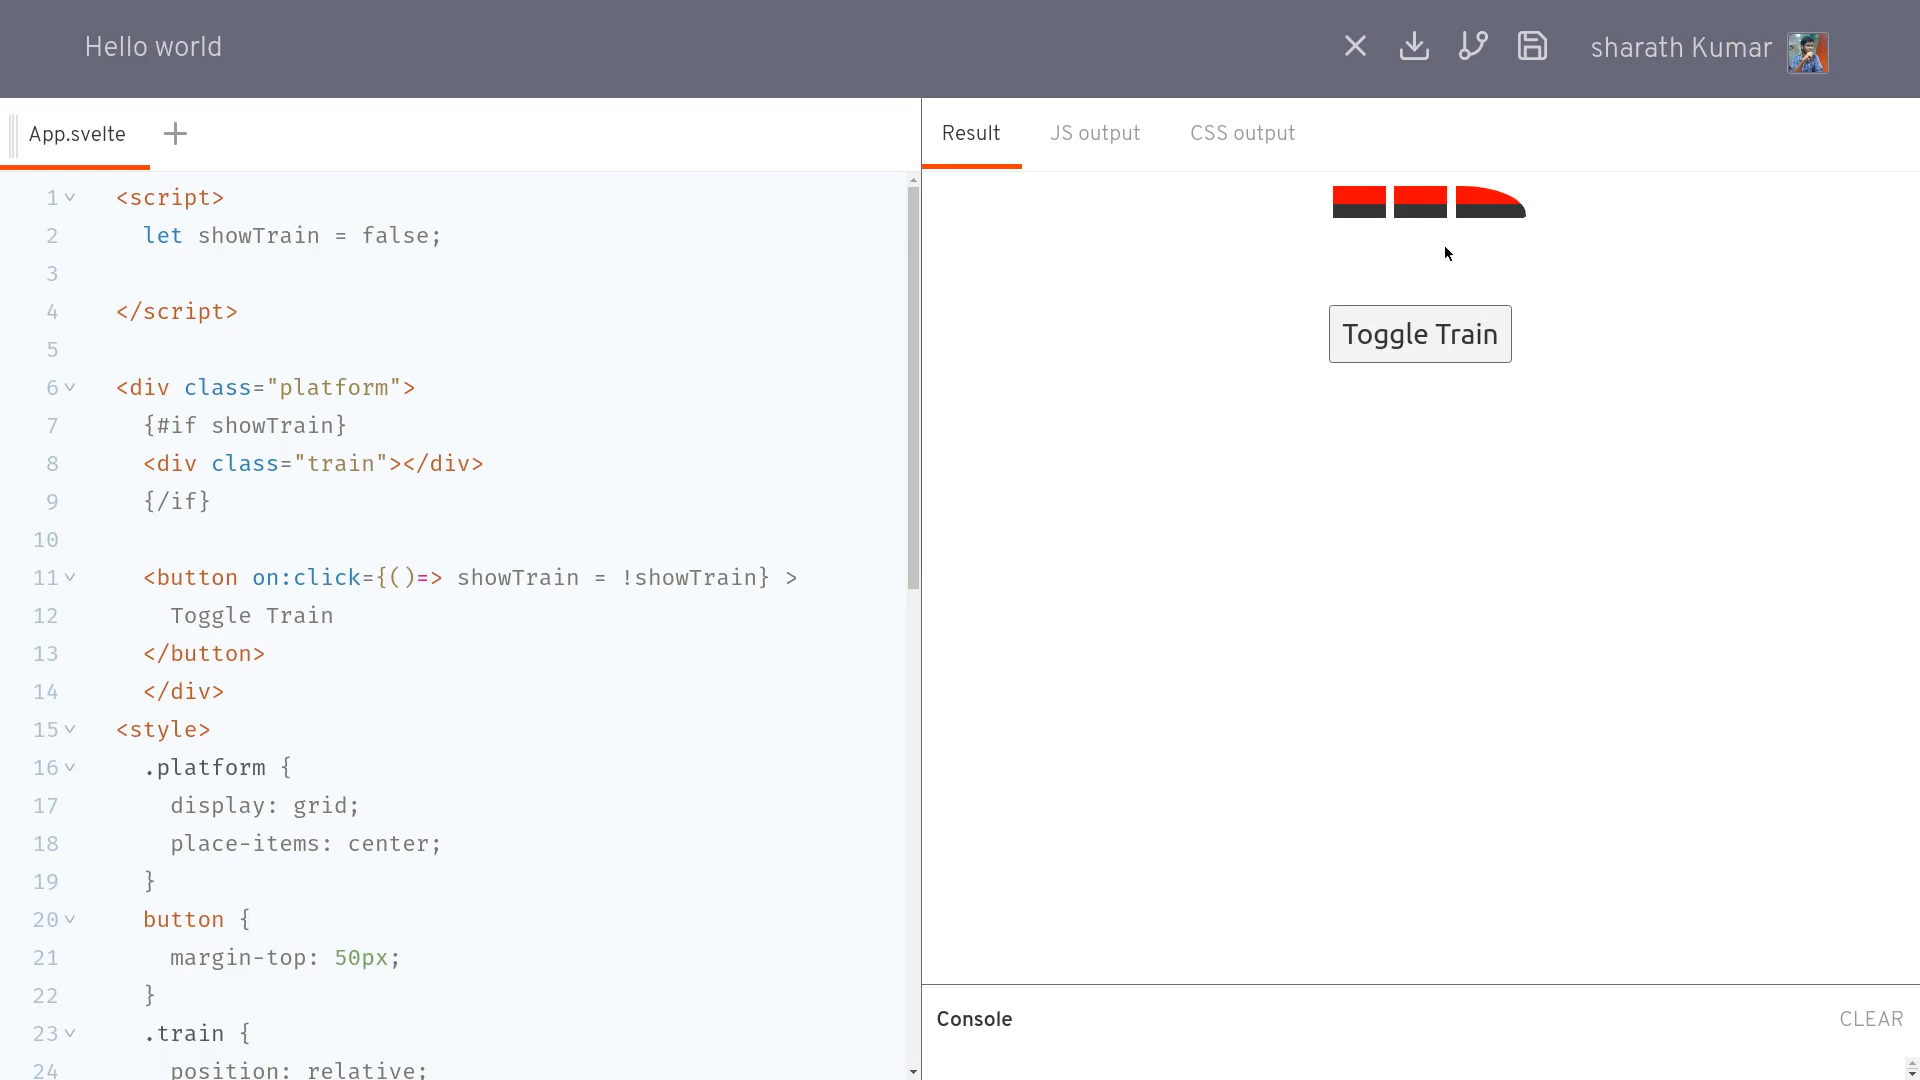 Hello world
sharath Kumar
App.svelte
Result JS output CSS output
1 <script>
2 let showTrain = false;
3
4 </script>
5
6 <div class="platform">
7 {#if showTrain}
8 <div class="train"></div>
9 {/if}
10
11 <button on:click={()=> showTrain = !showTrain} >
12 Toggle Train
13 </button>
14 </div>
15 <style>
16 .platform {
17 display: grid;
18 place-items: center;
19 }
20 button {
21 margin-top: 50px;
22 }
23 .train {
24 position: relative;
Toggle Train
Console
CLEAR